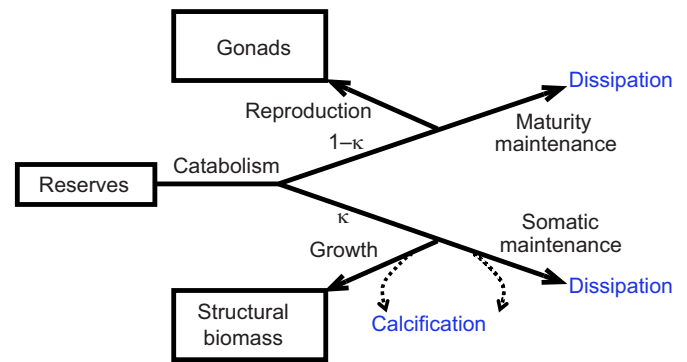 Gonads
Dissipation
Reproduction
Maturity
maintenance
1–κ
Catabolism
Reserves
κ
Somatic
maintenance
Growth
Dissipation
Structural
biomass
Calcification